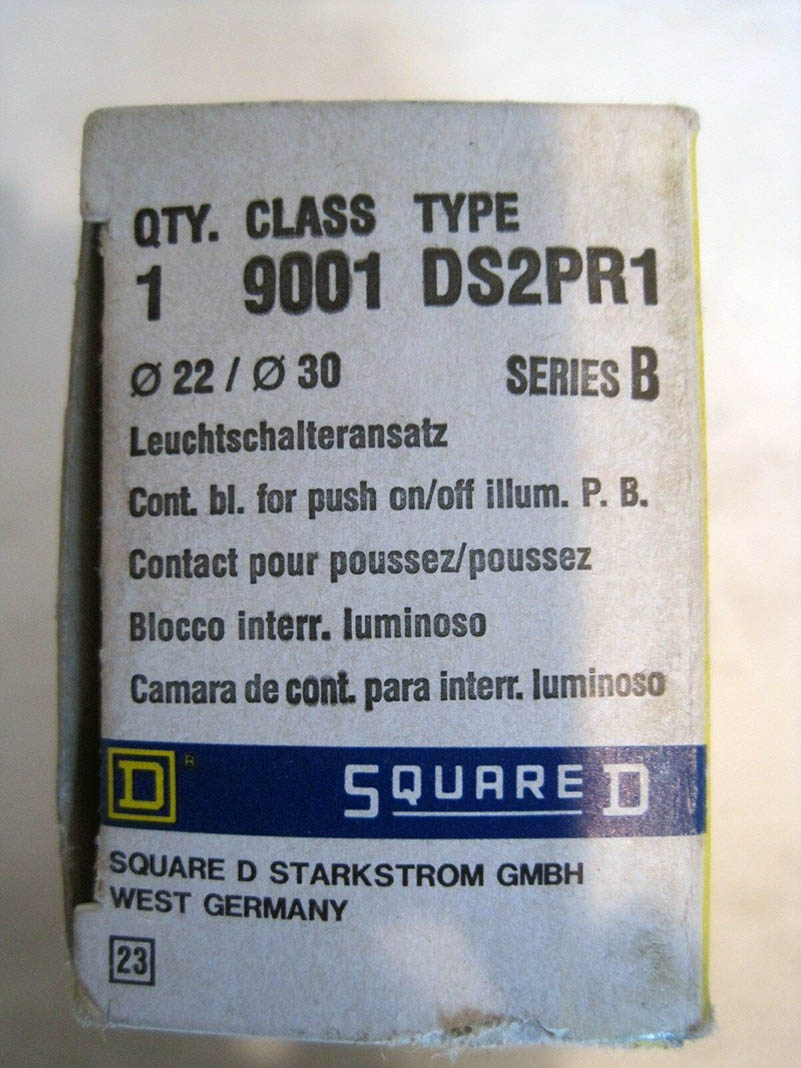 QTY. CLASS TYPE
1 9001 DS2PR1
Ø 22 / Ø 30 SERIES B
Leuchtschalteransatz
Cont. bl. for push on/off illum. P. B.
Contact pour poussez/poussez
Blocco interr. luminoso
Camara de cont. para interr. luminoso
D ® SQUARE D
SQUARE D STARKSTROM GMBH
WEST GERMANY
23